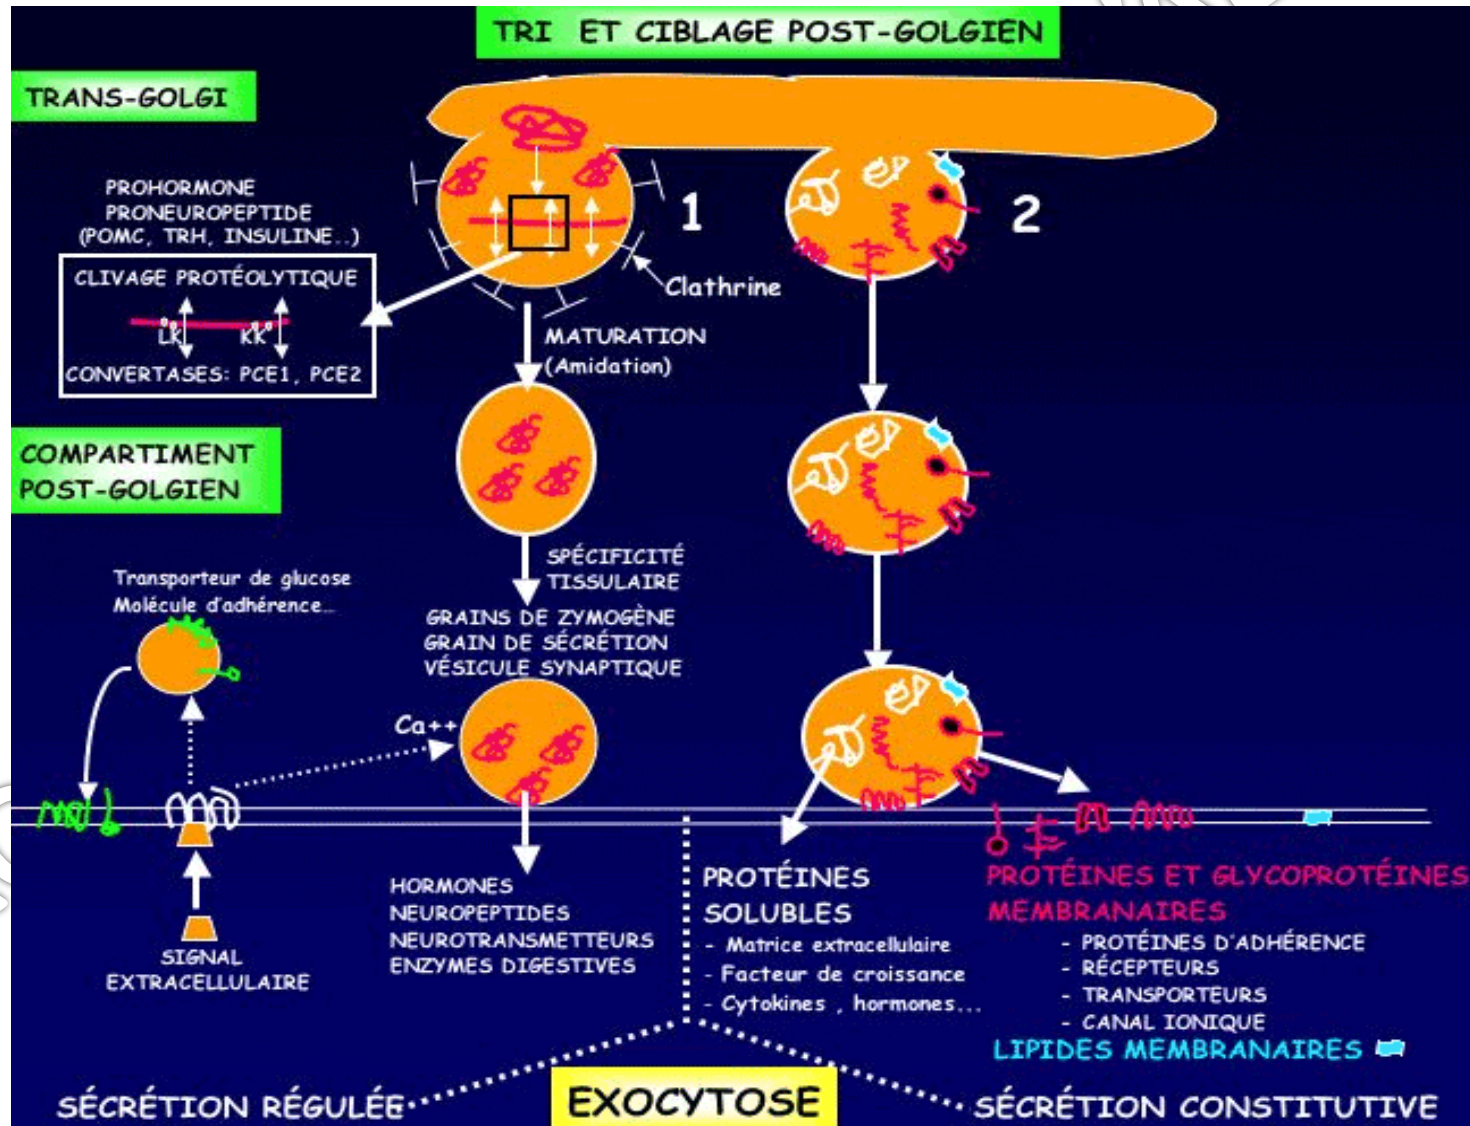 TRI ET CIBLAGE POST-GOLGIEN
TRANS-GOLGI
PROHORMONE
PRONEUROPEPTIDE
(POMC, TRH, INSULINE..)
CLIVAGE PROTÉOLYTIQUE
LK KK
CONVERTASES: PCE1, PCE2
1
2
Clathrine
MATURATION
(Amidation)
COMPARTIMENT
POST-GOLGIEN
SPÉCIFICITÉ
TISSULAIRE
GRAINS DE ZYMOGÈNE
GRAIN DE SÉCRÉTION
VÉSICULE SYNAPTIQUE
Transporteur de glucose
Molécule d'adhérence...
Ca++
SIGNAL
EXTRACELLULAIRE
HORMONES
NEUROPEPTIDES
NEUROTRANSMETTEURS
ENZYMES DIGESTIVES
PROTÉINES
SOLUBLES
- Matrice extracellulaire
- Facteur de croissance
- Cytokines , hormones...
PROTÉINES ET GLYCOPROTÉINES
MEMBRANAIRES
- PROTÉINES D'ADHÉRENCE
- RÉCEPTEURS
- TRANSPORTEURS
- CANAL IONIQUE
LIPIDES MEMBRANAIRES
SÉCRÉTION RÉGULÉE
EXOCYTOSE
SÉCRÉTION CONSTITUTIVE